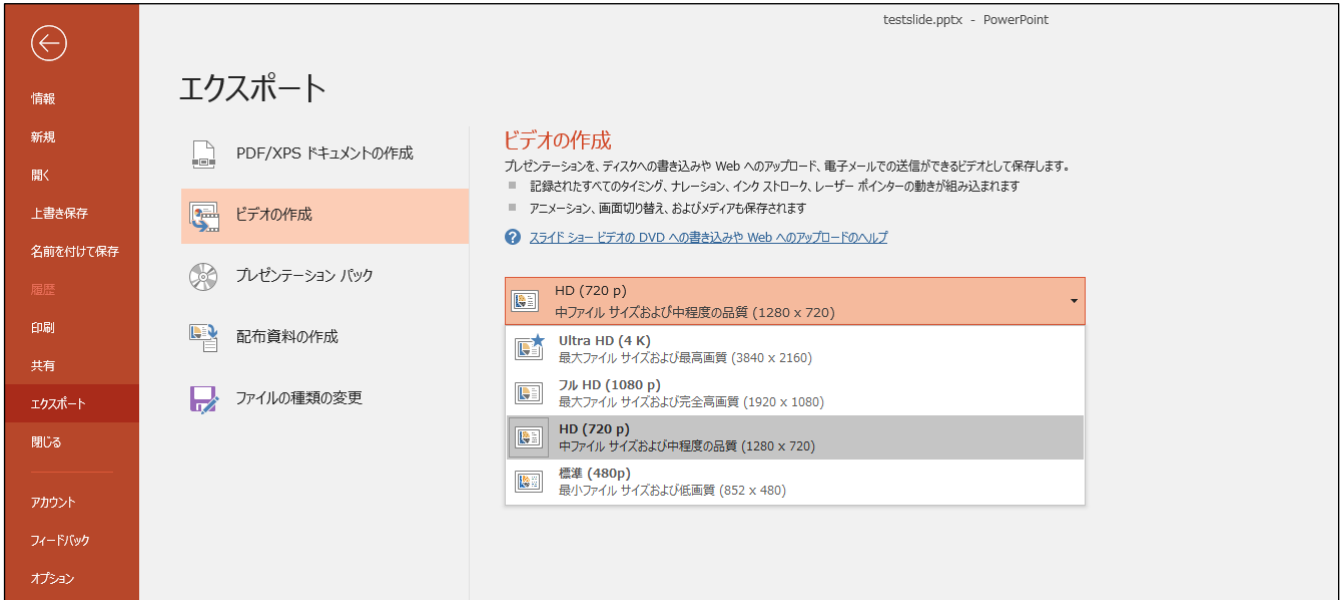 testslide.pptx - PowerPoint
情報
新規
開く
上書き保存
名前を付けて保存
履歴
印刷
共有
エクスポート
閉じる
アカウント
フィードバック
オプション
エクスポート
PDF/XPS ドキュメントの作成
ビデオの作成
プレゼンテーション パック
配布資料の作成
ファイルの種類の変更
ビデオの作成
プレゼンテーションを、ディスクへの書き込みや Web へのアップロード、電子メールでの送信ができるビデオとして保存します。
記録されたすべてのタイミング、ナレーション、インク ストローク、レーザー ポインターの動きが組み込まれます
アニメーション、画面切り替え、およびメディアも保存されます
スライド ショー ビデオの DVD への書き込みや Web へのアップロードのヘルプ
HD (720 p)
中ファイル サイズおよび中程度の品質 (1280 x 720)
Ultra HD (4 K)
最大ファイル サイズおよび最高画質 (3840 x 2160)
フル HD (1080 p)
最大ファイル サイズおよび完全高画質 (1920 x 1080)
HD (720 p)
中ファイル サイズおよび中程度の品質 (1280 x 720)
標準 (480p)
最小ファイル サイズおよび低画質 (852 x 480)